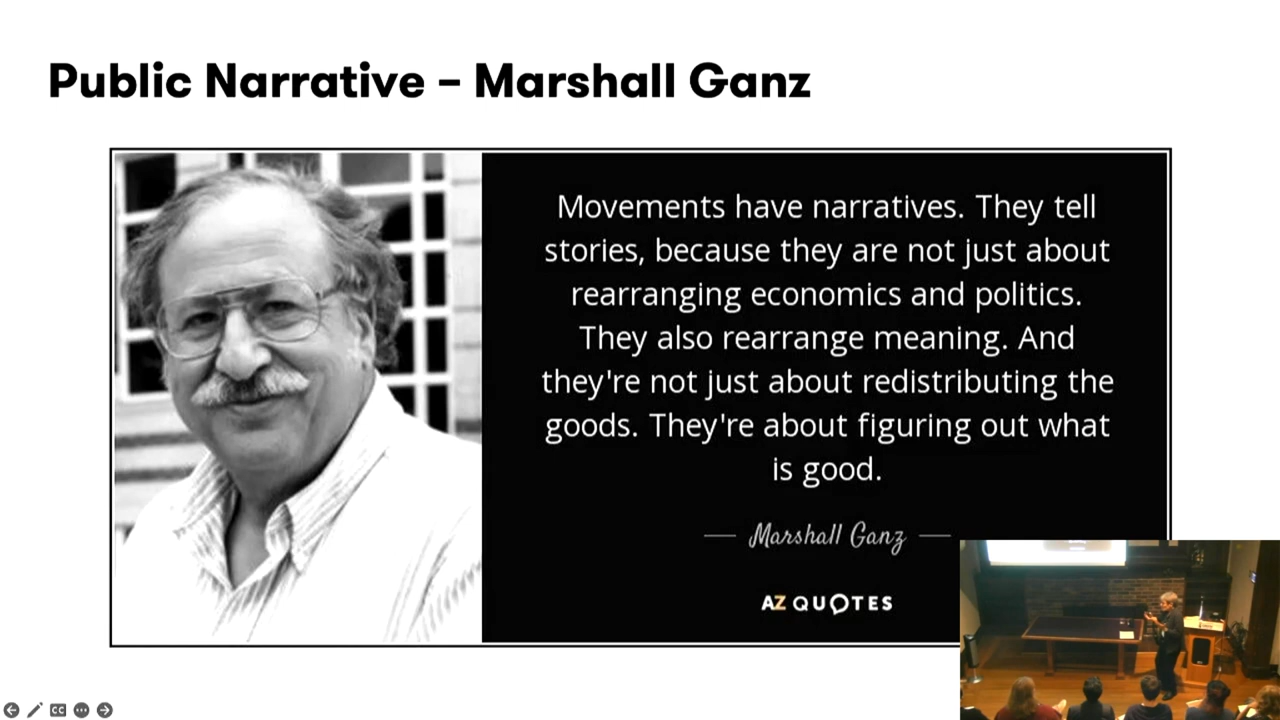 Public Narrative – Marshall Ganz
Movements have narratives. They tell
stories, because they are not just about
rearranging economics and politics.
They also rearrange meaning. And
they're not just about redistributing the
goods. They're about figuring out what
is good.
Marshall Ganz
AZ QUOTES
CC